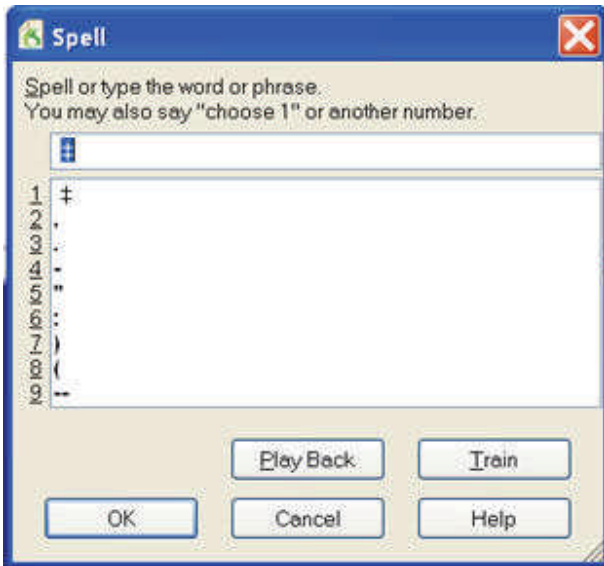 Spell
Spell or type the word or phrase.
You may also say "choose 1" or another number.
‡
1 ‡
2 ,
3 .
4 -
5 "
6 :
7 )
8 (
9 --
Play Back Train
OK Cancel Help